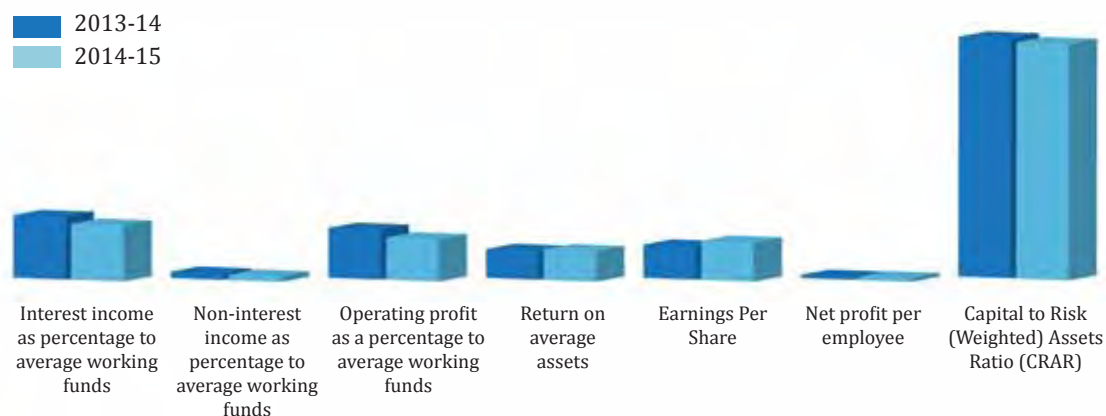 2013-14
2014-15
Interest income
as percentage to
average working
funds
Non-interest
income as
percentage to
average working
funds
Operating profit
as a percentage to
average working
funds
Return on
average
assets
Earnings Per
Share
Net profit per
employee
Capital to Risk
(Weighted) Assets
Ratio (CRAR)